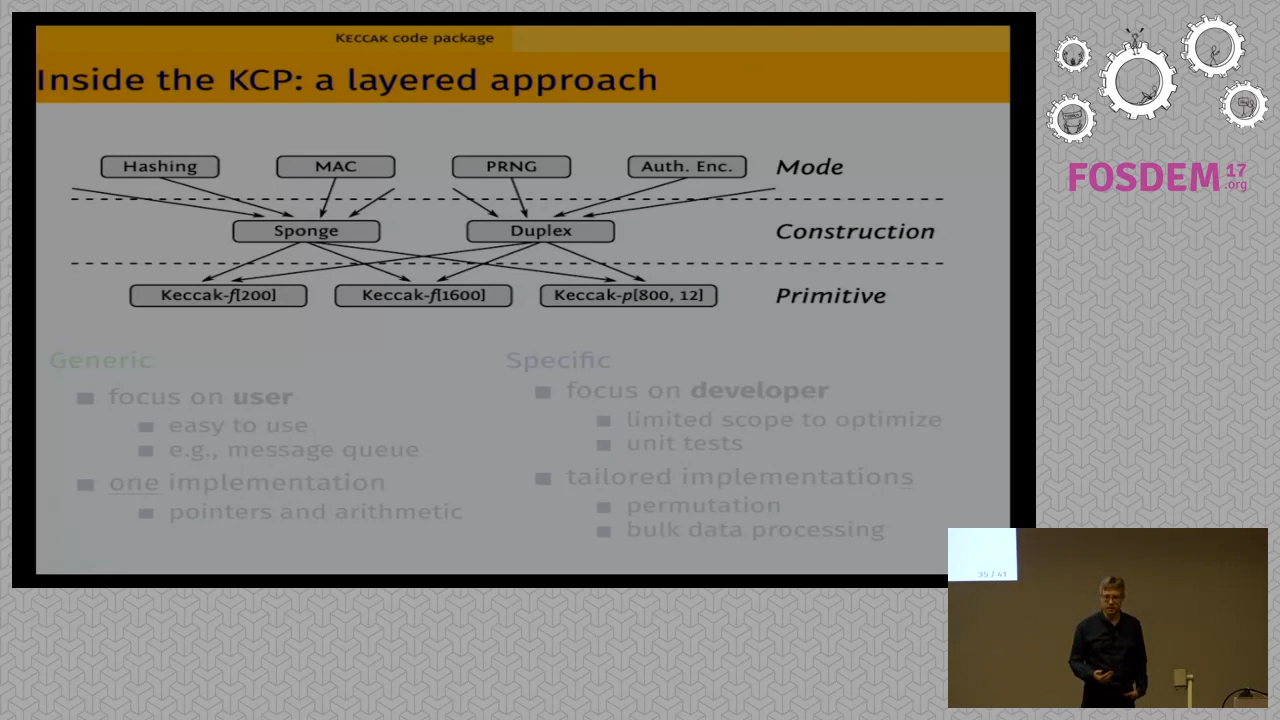 KECCAK code package
Inside the KCP: a layered approach
Hashing MAC PRNG Auth. Enc. Mode
Sponge Duplex Construction
Keccak-f[200] Keccak-f[1600] Keccak-p[800, 12] Primitive
Generic
focus on user
easy to use
e.g., message queue
one implementation
pointers and arithmetic
Specific
focus on developer
limited scope to optimize
unit tests
tailored implementations
permutation
bulk data processing
FOSDEM 17
.org
35 / 41